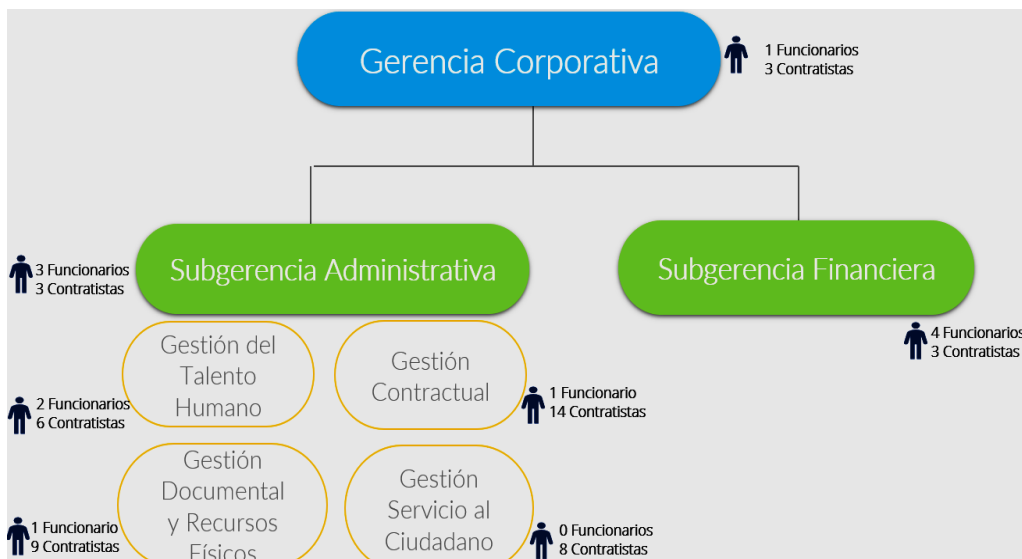 Gerencia Corporativa
1 Funcionarios
3 Contratistas
Subgerencia Administrativa
3 Funcionarios
3 Contratistas
Subgerencia Financiera
4 Funcionarios
3 Contratistas
Gestión del
Talento
Humano
2 Funcionarios
6 Contratistas
Gestión
Contractual
1 Funcionario
14 Contratistas
Gestión
Documental
y Recursos
Físicos
1 Funcionario
9 Contratistas
Gestión
Servicio al
Ciudadano
0 Funcionarios
8 Contratistas